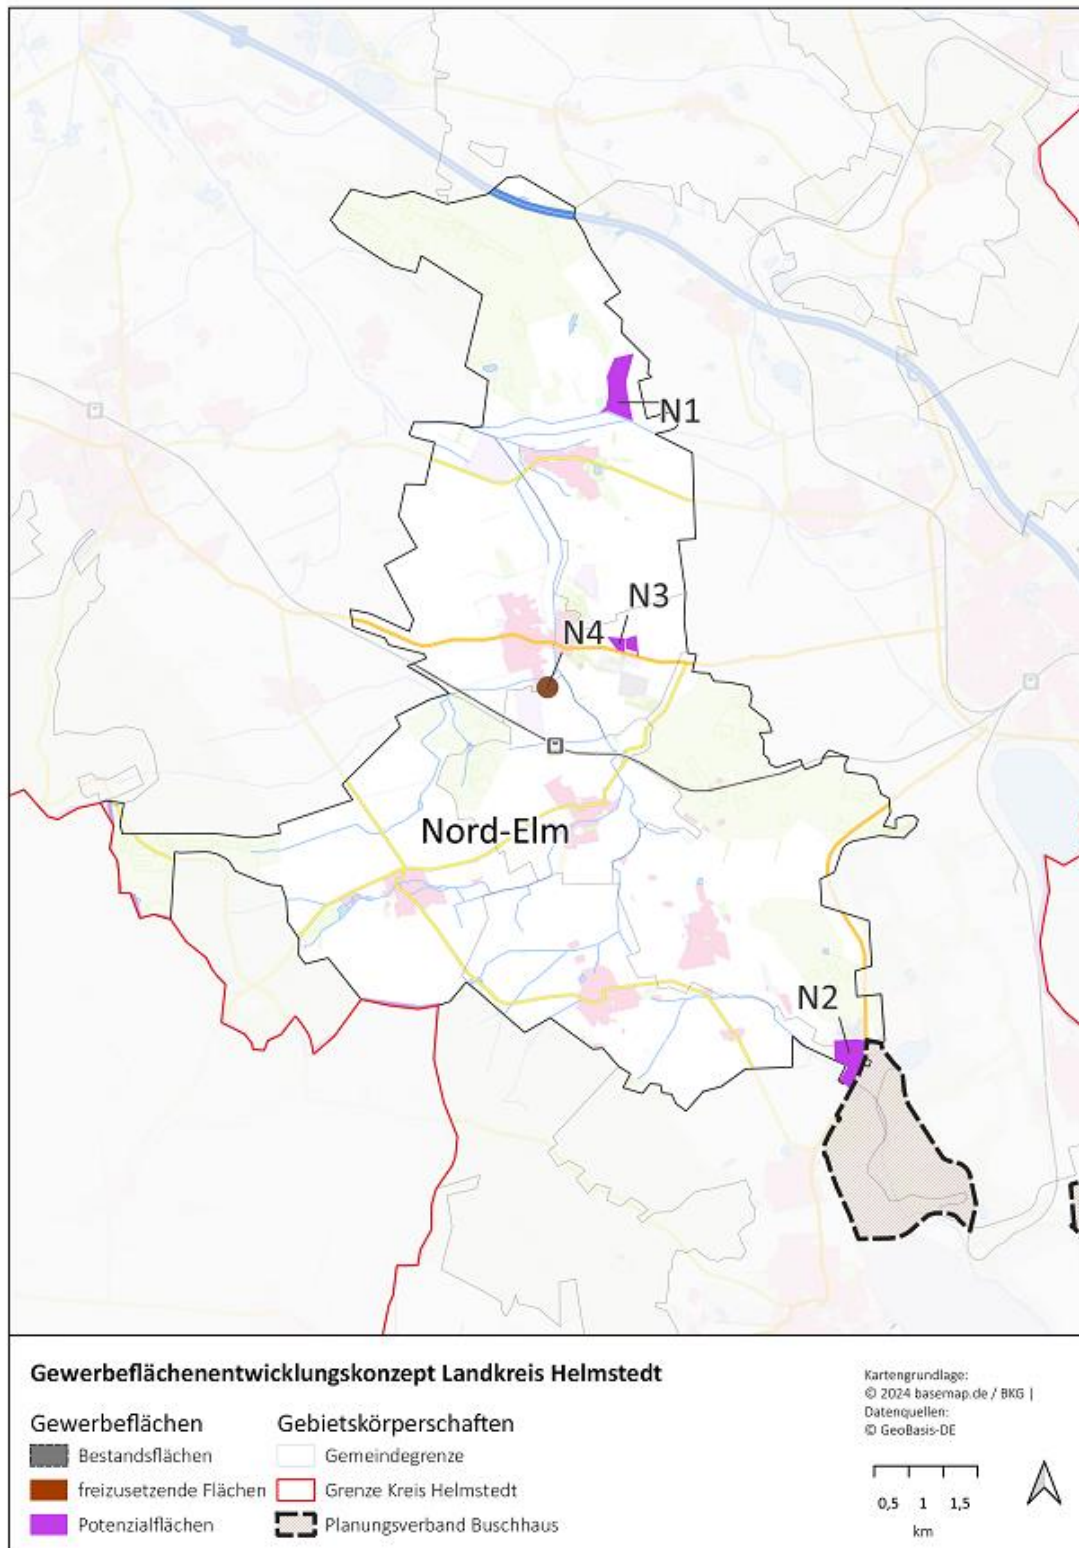 N1
N3
N4
Nord-Elm
N2
Gewerbeflächenentwicklungskonzept Landkreis Helmstedt
Gewerbeflächen
Bestandsflächen
freizusetzende Flächen
Potenzialflächen
Gebietskörperschaften
Gemeindegrenze
Grenze Kreis Helmstedt
Planungsverband Buschhaus
Kartengrundlage:
© 2024 basemap.de / BKG |
Datenquellen:
© GeoBasis-DE
0,5 1 1,5
km